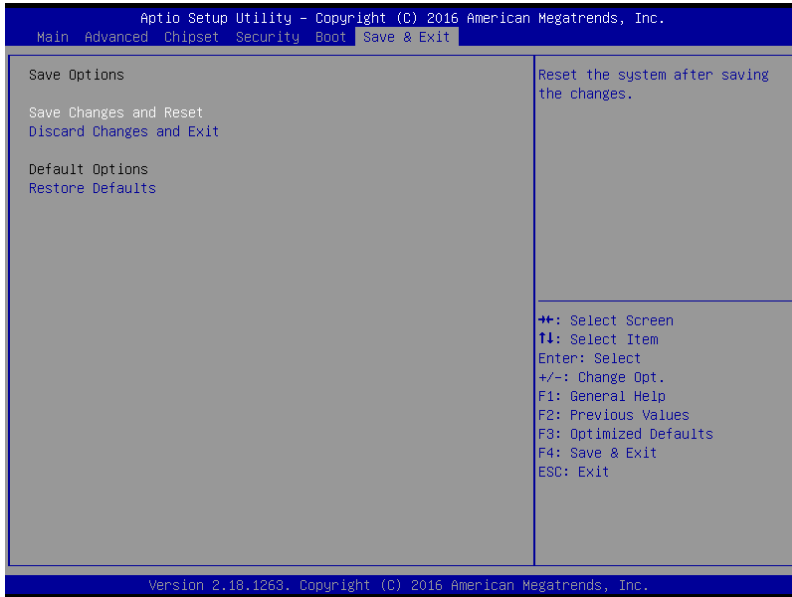 Aptio Setup Utility – Copyright (C) 2016 American Megatrends, Inc.
Main Advanced Chipset Security Boot Save & Exit
Save Options
Save Changes and Reset
Discard Changes and Exit
Default Options
Restore Defaults
Reset the system after saving
the changes.
→←: Select Screen
↑↓: Select Item
Enter: Select
+/-: Change Opt.
F1: General Help
F2: Previous Values
F3: Optimized Defaults
F4: Save & Exit
ESC: Exit
Version 2.18.1263. Copyright (C) 2016 American Megatrends, Inc.